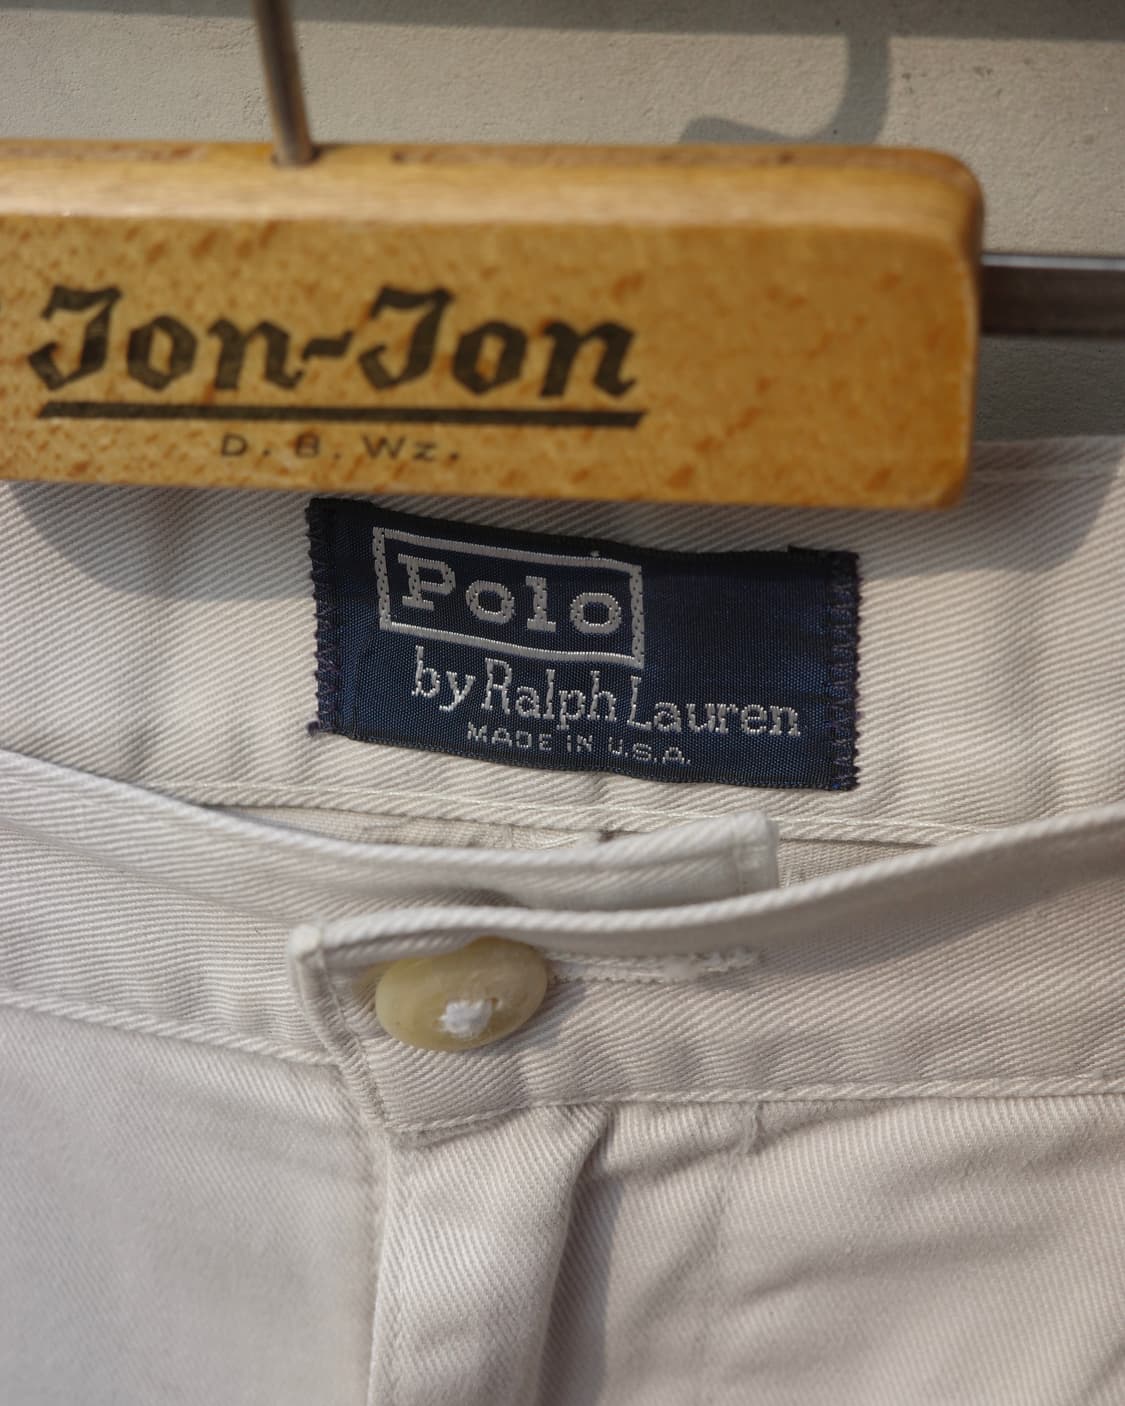 Jon-Jon
D. B. Wz.
Polo
by Ralph Lauren
MADE IN U.S.A.